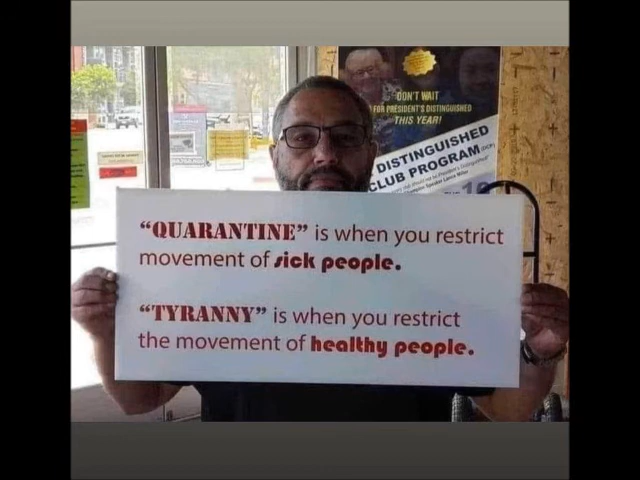 DON'T WAIT
FOR PRESIDENT'S DISTINGUISHED
THIS YEAR!
DISTINGUISHED
CLUB PROGRAM
"QUARANTINE" is when you restrict
movement of sick people.
"TYRANNY" is when you restrict
the movement of healthy people.